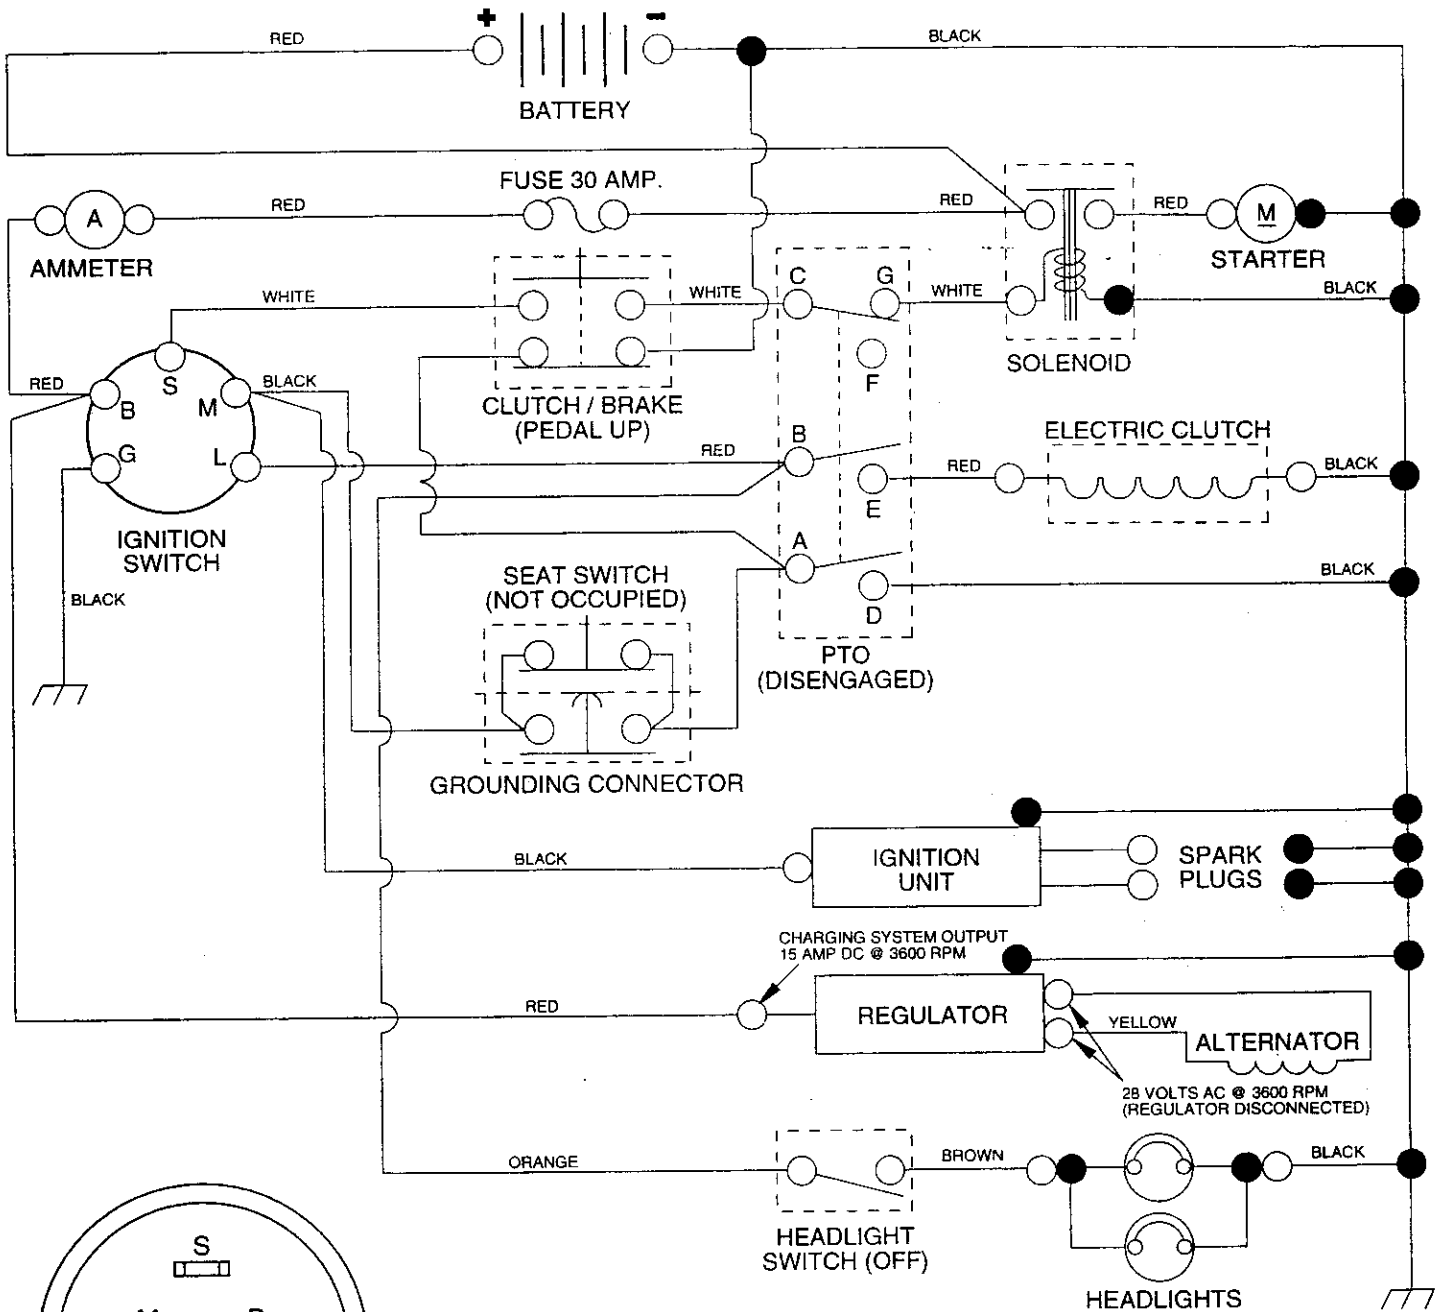 +
-
RED
BLACK
BATTERY
FUSE 30 AMP.
RED
RED
RED
A
M
AMMETER
STARTER
WHITE
WHITE
C
G
WHITE
BLACK
SOLENOID
F
RED
S
BLACK
B
M
CLUTCH / BRAKE
(PEDAL UP)
ELECTRIC CLUTCH
G
L
RED
B
RED
BLACK
E
IGNITION
SWITCH
A
SEAT SWITCH
(NOT OCCUPIED)
BLACK
BLACK
D
PTO
(DISENGAGED)
GROUNDING CONNECTOR
BLACK
IGNITION
UNIT
SPARK
PLUGS
CHARGING SYSTEM OUTPUT
15 AMP DC @ 3600 RPM
RED
REGULATOR
YELLOW
ALTERNATOR
28 VOLTS AC @ 3600 RPM
(REGULATOR DISCONNECTED)
ORANGE
BROWN
BLACK
HEADLIGHT
SWITCH (OFF)
HEADLIGHTS
S